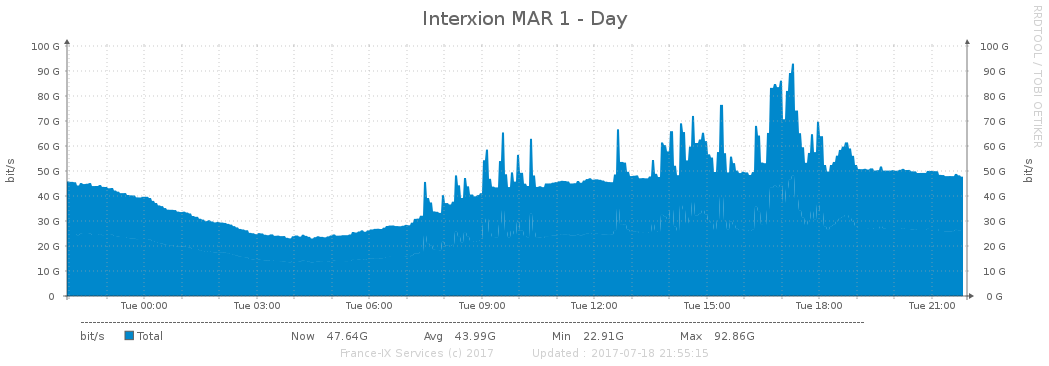 Interxion MAR 1 - Day
RRDTOOL / TOBI OETIKER
bit/s
100 G 100 G
90 G 90 G
80 G 80 G
70 G 70 G
60 G 60 G
50 G 50 G
40 G 40 G
30 G 30 G
20 G 20 G
10 G 10 G
0 0 G
bit/s
Tue 00:00 Tue 03:00 Tue 06:00 Tue 09:00 Tue 12:00 Tue 15:00 Tue 18:00 Tue 21:00
bit/s Total Now 47.64G Avg 43.99G Min 22.91G Max 92.86G
France-IX Services (c) 2017 Updated : 2017-07-18 21:55:15